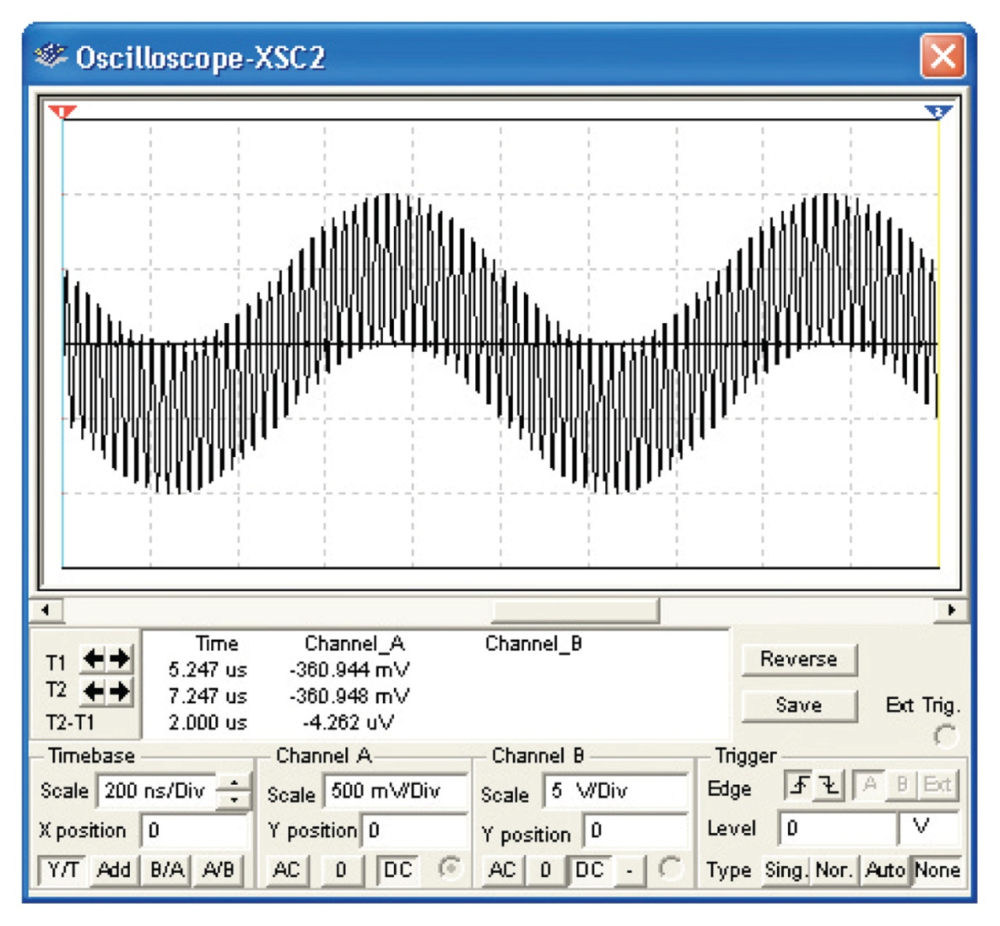 Oscilloscope-XSC2
1 2
Time Channel_A Channel_B
T1 5.247 us -360.944 mV
T2 7.247 us -360.948 mV
T2-T1 2.000 us -4.262 uV
Reverse
Save
Ext Trig.
Timebase
Scale 200 ns/Div
X position 0
Y/T Add B/A A/B
Channel A
Scale 500 mV/Div
Y position 0
AC 0 DC
Channel B
Scale 5 V/Div
Y position 0
AC 0 DC -
Trigger
Edge A B Ext
Level 0 V
Type Sing. Nor. Auto None